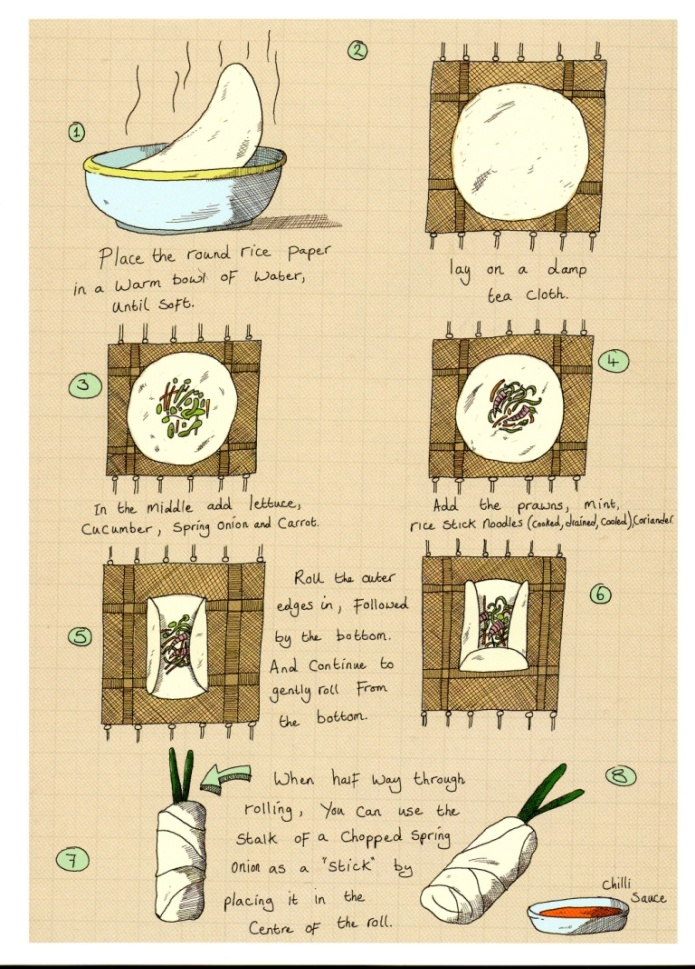 1
Place the round rice paper
in a warm bowl of water,
until soft.
2
lay on a damp
tea cloth.
3
In the middle add lettuce,
cucumber, spring onion and carrot.
4
Add the prawns, mint,
rice stick noodles (cooked, drained, cooled), coriander
5
Roll the outer
edges in, followed
by the bottom.
And continue to
gently roll from
the bottom.
6
7
When half way through
rolling, you can use the
stalk of a chopped spring
onion as a "stick" by
placing it in the
centre of the roll.
8
Chilli
Sauce